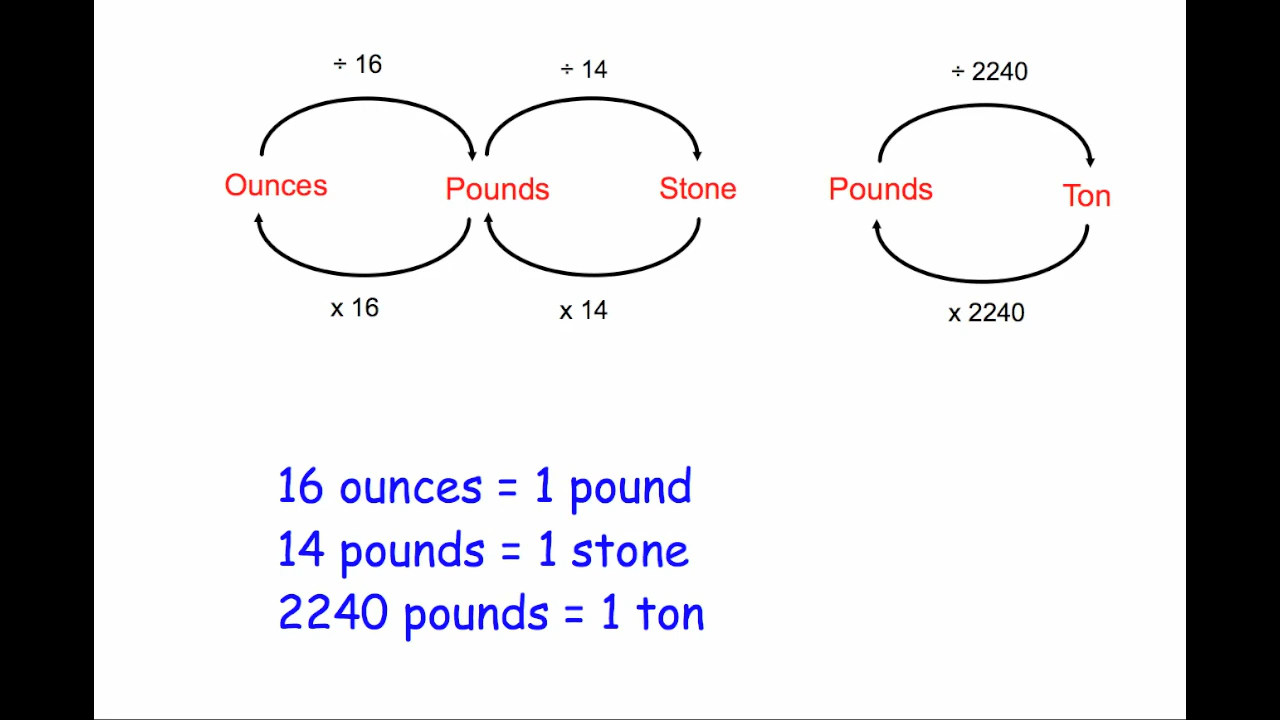 ÷ 16
÷ 14
÷ 2240
Ounces
Pounds
Stone
Pounds
Ton
x 16
x 14
x 2240
16 ounces = 1 pound
14 pounds = 1 stone
2240 pounds = 1 ton